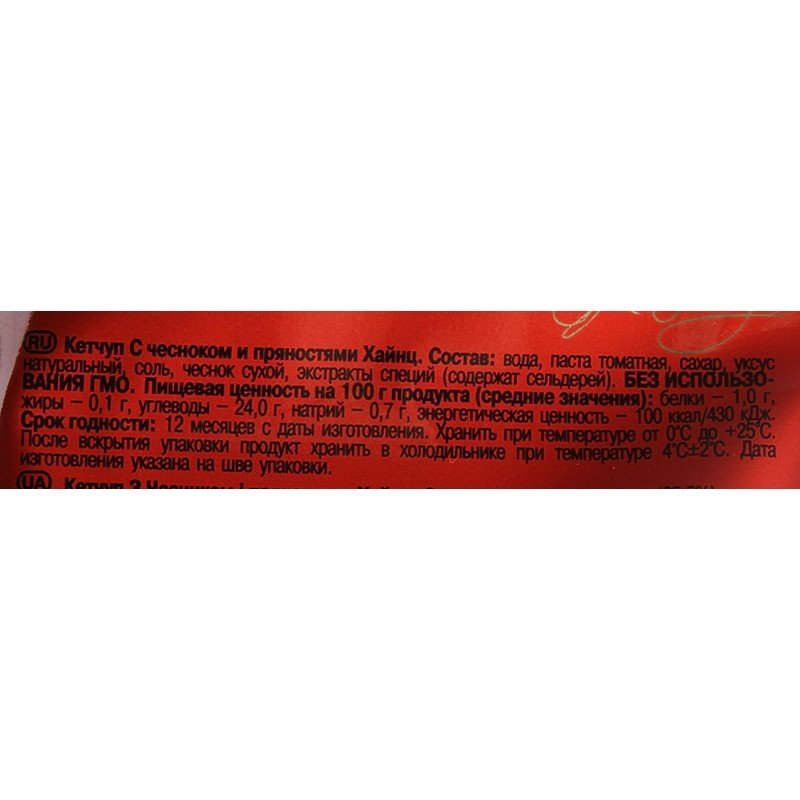 RU Кетчуп С чесноком и пряностями Хайнц. Состав: вода, паста томатная, сахар, уксус
натуральный, соль, чеснок сухой, экстракты специй (содержат сельдерей). БЕЗ ИСПОЛЬЗО-
ВАНИЯ ГМО. Пищевая ценность на 100 г продукта (средние значения): белки – 1,0 г,
жиры – 0,1 г, углеводы – 24,0 г, натрий – 0,7 г, энергетическая ценность – 100 ккал/430 кДж.
Срок годности: 12 месяцев с даты изготовления. Хранить при температуре от 0°С до +25°С.
После вскрытия упаковки продукт хранить в холодильнике при температуре 4°С±2°С. Дата
изготовления указана на шве упаковки.
UA Кетчуп З Часником і